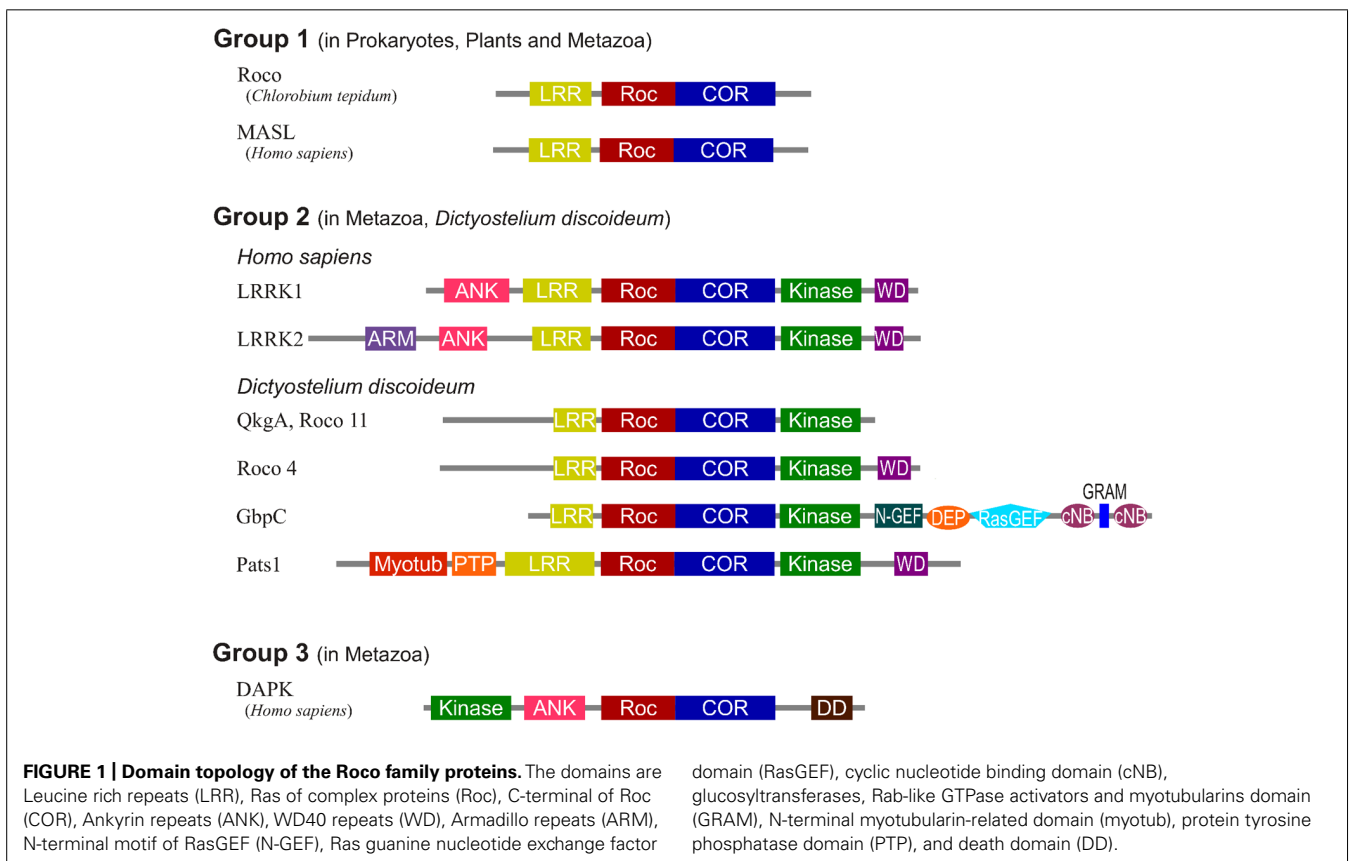 Group 1 (in Prokaryotes, Plants and Metazoa)
Roco
(Chlorobium tepidum)
LRR Roc COR
MASL
(Homo sapiens)
LRR Roc COR
Group 2 (in Metazoa, Dictyostelium discoideum)
Homo sapiens
LRRK1 ANK LRR Roc COR Kinase WD
LRRK2 ARM ANK LRR Roc COR Kinase WD
Dictyostelium discoideum
QkgA, Roco 11 LRR Roc COR Kinase
Roco 4 LRR Roc COR Kinase WD
GRAM
GbpC LRR Roc COR Kinase N-GEF DEP RasGEF cNB cNB
Pats1 Myotub PTP LRR Roc COR Kinase WD
Group 3 (in Metazoa)
DAPK
(Homo sapiens)
Kinase ANK Roc COR DD
FIGURE 1 | Domain topology of the Roco family proteins. The domains are
Leucine rich repeats (LRR), Ras of complex proteins (Roc), C-terminal of Roc
(COR), Ankyrin repeats (ANK), WD40 repeats (WD), Armadillo repeats (ARM),
N-terminal motif of RasGEF (N-GEF), Ras guanine nucleotide exchange factor
domain (RasGEF), cyclic nucleotide binding domain (cNB),
glucosyltransferases, Rab-like GTPase activators and myotubularins domain
(GRAM), N-terminal myotubularin-related domain (myotub), protein tyrosine
phosphatase domain (PTP), and death domain (DD).